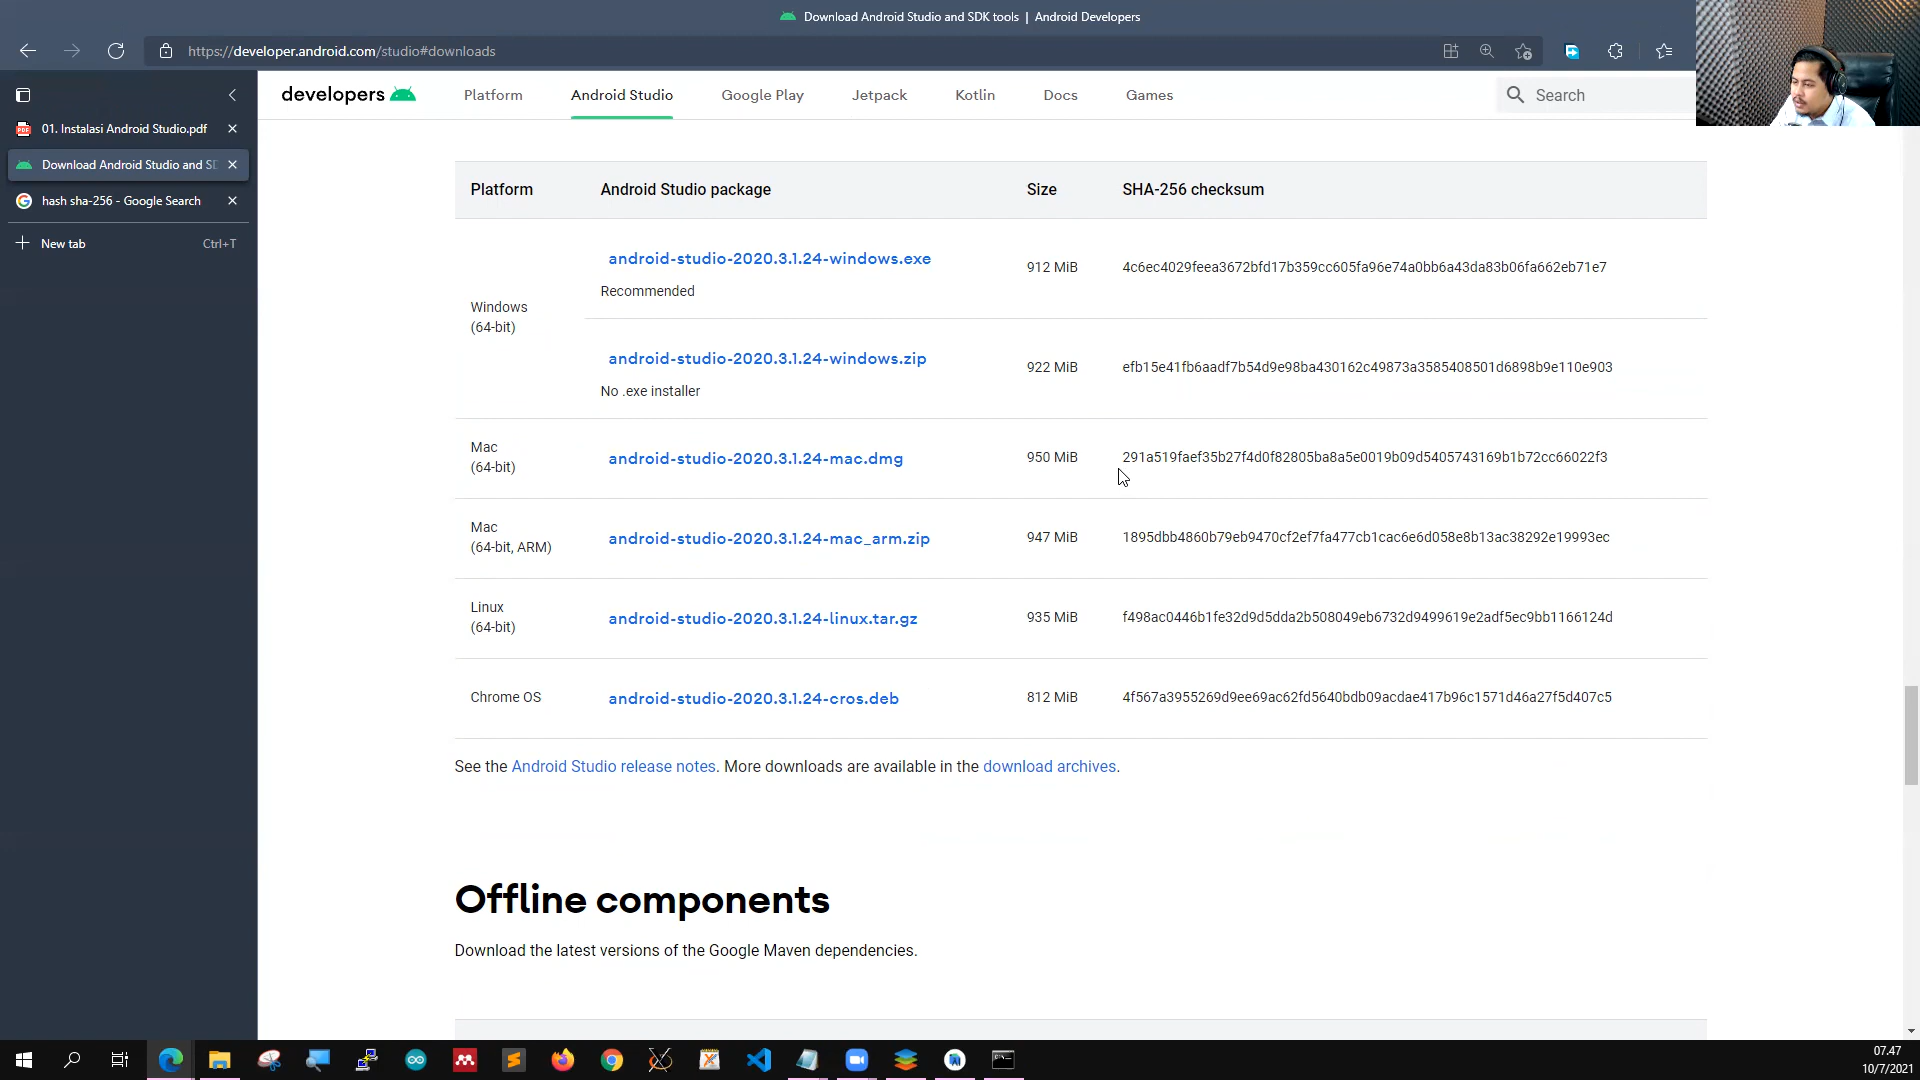 Download Android Studio and SDK tools | Android Developers
https://developer.android.com/studio#downloads
01. Instalasi Android Studio.pdf
Download Android Studio and SD
hash sha-256 - Google Search
New tab Ctrl+T
developers Platform Android Studio Google Play Jetpack Kotlin Docs Games Search
Platform Android Studio package Size SHA-256 checksum
Windows
(64-bit)
android-studio-2020.3.1.24-windows.exe
Recommended
912 MiB
4c6ec4029feea3672bfd17b359cc605fa96e74a0bb6a43da83b06fa662eb71e7
android-studio-2020.3.1.24-windows.zip
No .exe installer
922 MiB
efb15e41fb6aadf7b54d9e98ba430162c49873a3585408501d6898b9e110e903
Mac
(64-bit)
android-studio-2020.3.1.24-mac.dmg
950 MiB
291a519faef35b27f4d0f82805ba8a5e0019b09d5405743169b1b72cc66022f3
Mac
(64-bit, ARM)
android-studio-2020.3.1.24-mac_arm.zip
947 MiB
1895dbb4860b79eb9470cf2ef7fa477cb1cac6e6d058e8b13ac38292e19993ec
Linux
(64-bit)
android-studio-2020.3.1.24-linux.tar.gz
935 MiB
f498ac0446b1fe32d9d5dda2b508049eb6732d9499619e2adf5ec9bb1166124d
Chrome OS
android-studio-2020.3.1.24-cros.deb
812 MiB
4f567a3955269d9ee69ac62fd5640bdb09acdae417b96c1571d46a27f5d407c5
See the Android Studio release notes. More downloads are available in the download archives.
Offline components
Download the latest versions of the Google Maven dependencies.
07.47
10/7/2021